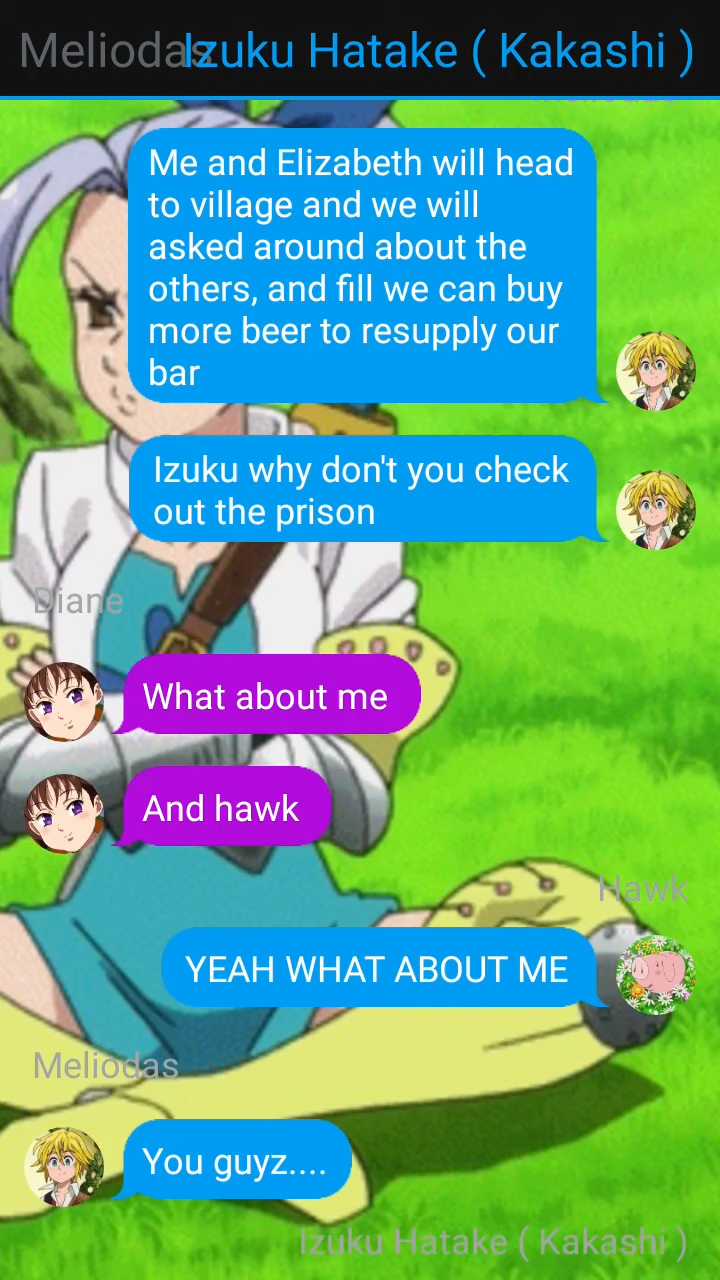 Meliodas Izuku Hatake ( Kakashi )
Me and Elizabeth will head
to village and we will
asked around about the
others, and fill we can buy
more beer to resupply our
bar
Izuku why don't you check
out the prison
Diane
What about me
And hawk
Hawk
YEAH WHAT ABOUT ME
Meliodas
You guyz....
Izuku Hatake ( Kakashi )